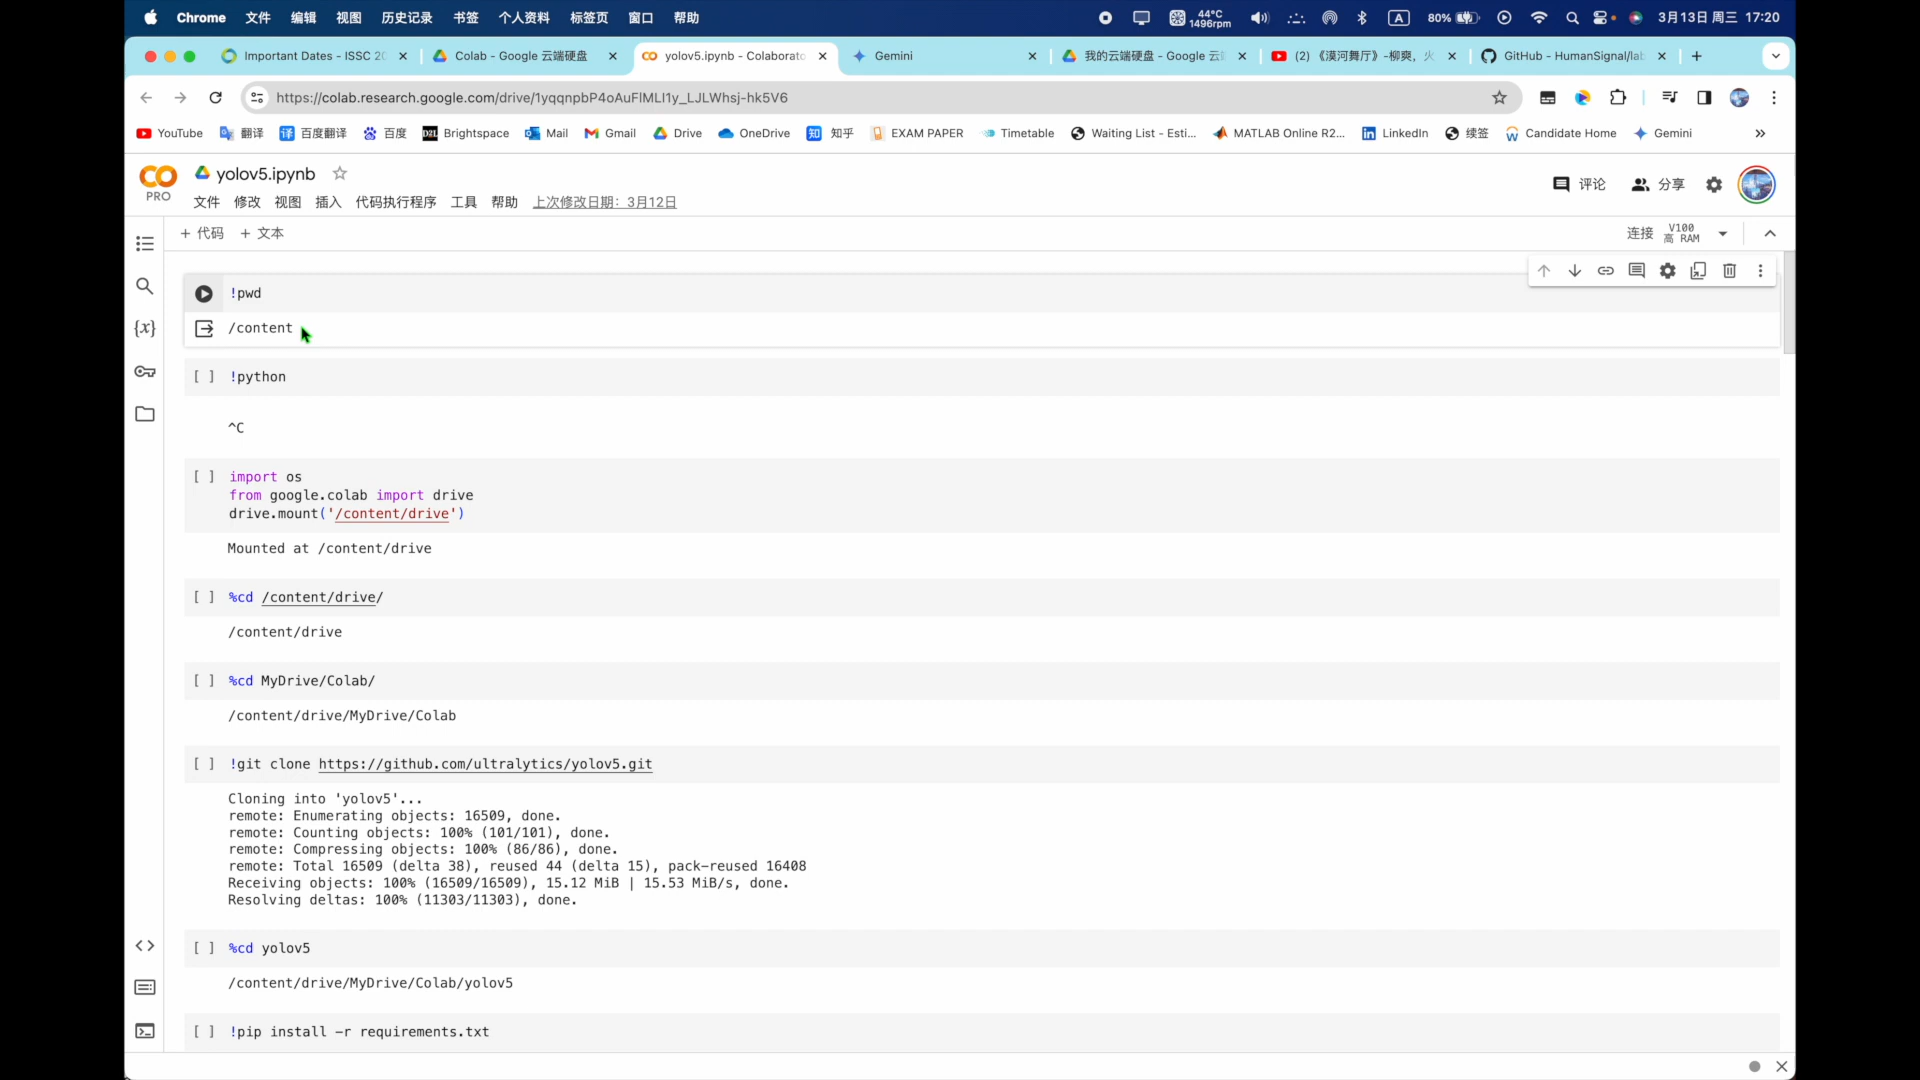 Chrome 文件 编辑 视图 历史记录 书签 个人资料 标签页 窗口 帮助 44°C 1496rpm A 80% 3月13日 周三 17:20
Important Dates - ISSC 20 Colab - Google 云端硬盘 yolov5.ipynb - Colaborato Gemini 我的云端硬盘 - Google 云 (2) 《漠河舞厅》-柳爽, 火 GitHub - HumanSignal/lab
https://colab.research.google.com/drive/1yqqnpbP4oAuFIMLI1y_LJLWhsj-hk5V6
YouTube 翻译 百度翻译 百度 Brightspace Mail Gmail Drive OneDrive 知乎 EXAM PAPER Timetable Waiting List - Esti... MATLAB Online R2... LinkedIn 续签 Candidate Home Gemini
PRO yolov5.ipynb 评论 分享
文件 修改 视图 插入 代码执行程序 工具 帮助 上次修改日期：3月12日
+ 代码 + 文本 连接 V100 高 RAM
!pwd
/content
[ ] !python
^C
[ ] import os
from google.colab import drive
drive.mount('/content/drive')
Mounted at /content/drive
[ ] %cd /content/drive/
/content/drive
[ ] %cd MyDrive/Colab/
/content/drive/MyDrive/Colab
[ ] !git clone https://github.com/ultralytics/yolov5.git
Cloning into 'yolov5'...
remote: Enumerating objects: 16509, done.
remote: Counting objects: 100% (101/101), done.
remote: Compressing objects: 100% (86/86), done.
remote: Total 16509 (delta 38), reused 44 (delta 15), pack-reused 16408
Receiving objects: 100% (16509/16509), 15.12 MiB | 15.53 MiB/s, done.
Resolving deltas: 100% (11303/11303), done.
[ ] %cd yolov5
/content/drive/MyDrive/Colab/yolov5
[ ] !pip install -r requirements.txt